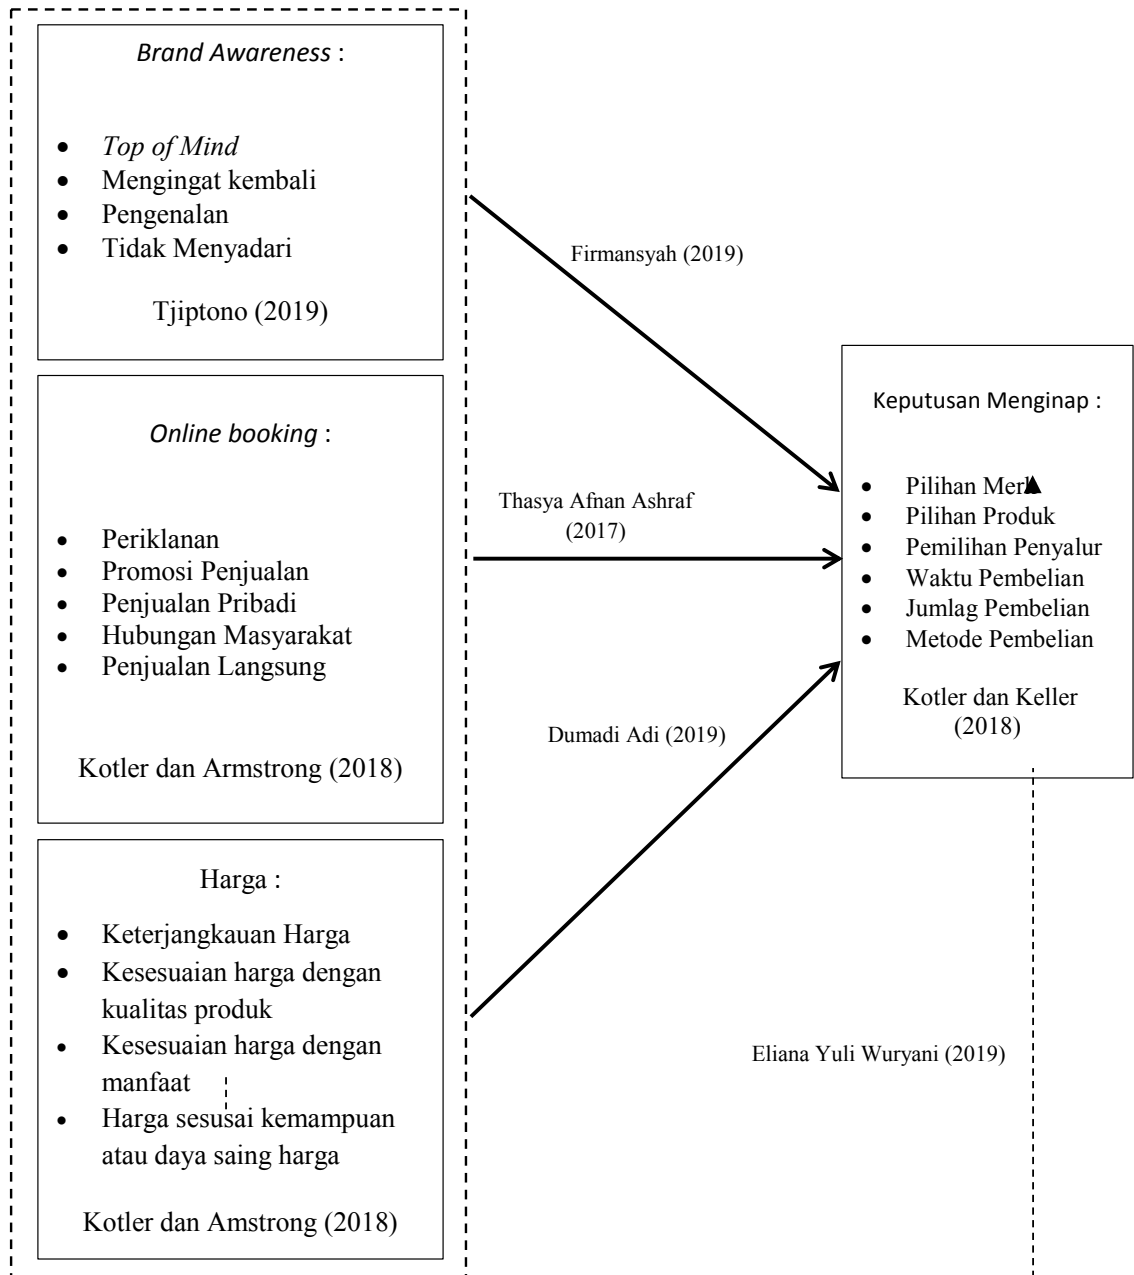 Brand Awareness :
• Top of Mind
• Mengingat kembali
• Pengenalan
• Tidak Menyadari
Tjiptono (2019)
Online booking :
• Periklanan
• Promosi Penjualan
• Penjualan Pribadi
• Hubungan Masyarakat
• Penjualan Langsung
Kotler dan Armstrong (2018)
Harga :
• Keterjangkauan Harga
• Kesesuaian harga dengan
kualitas produk
• Kesesuaian harga dengan
manfaat
• Harga sesusai kemampuan
atau daya saing harga
Kotler dan Amstrong (2018)
Firmansyah (2019)
Thasya Afnan Ashraf
(2017)
Dumadi Adi (2019)
Eliana Yuli Wuryani (2019)
Keputusan Menginap :
• Pilihan Merk
• Pilihan Produk
• Pemilihan Penyalur
• Waktu Pembelian
• Jumlag Pembelian
• Metode Pembelian
Kotler dan Keller
(2018)